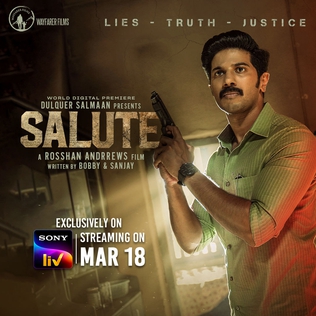 WAYFARER FILMS
LIES - TRUTH - JUSTICE
WORLD DIGITAL PREMIERE
DULQUER SALMAAN PRESENTS
SALUTE
A ROSSHAN ANDRREWS FILM
WRITTEN BY BOBBY & SANJAY
EXCLUSIVELY ON
SONY
liv
STREAMING ON
MAR 18